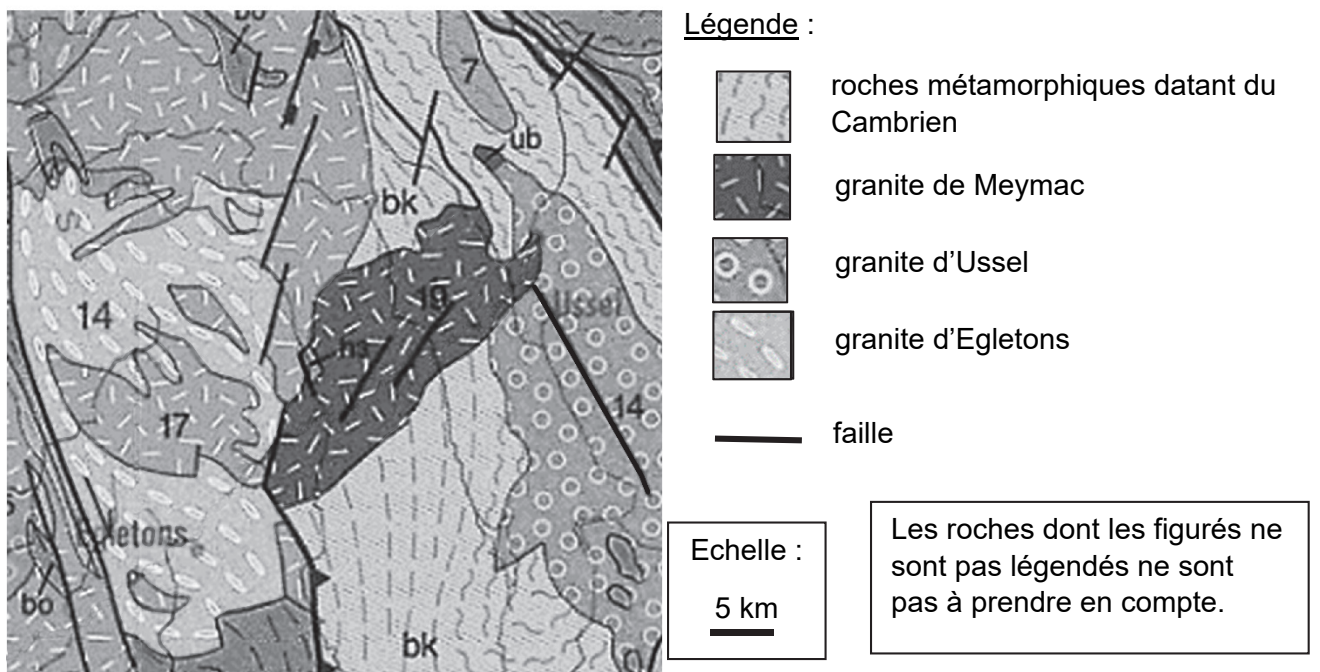 bo
7
ub
bk
19
Ussel
14
hs
14
17
Egletons
bo
bk
Légende :
roches métamorphiques datant du
Cambrien
granite de Meymac
granite d’Ussel
granite d’Egletons
faille
Echelle :
5 km
Les roches dont les figurés ne
sont pas légendés ne sont
pas à prendre en compte.